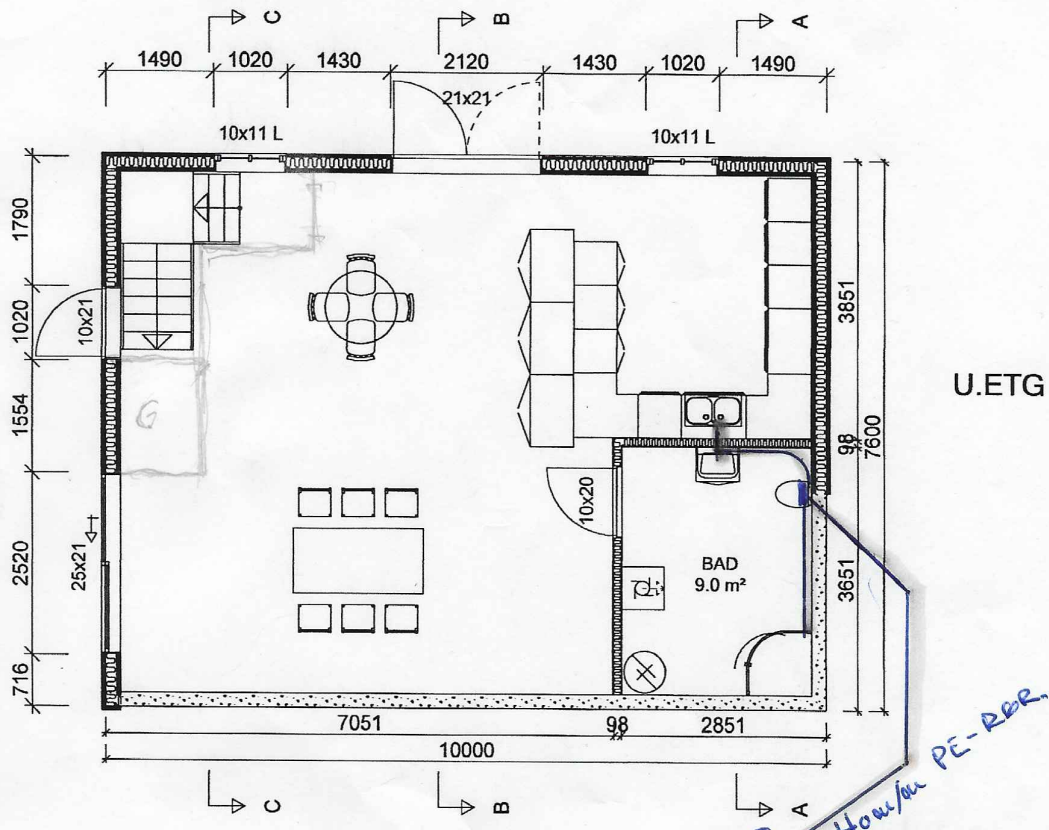 C B A
1490 1020 1430 2120 1430 1020 1490
21x21
10x11 L 10x11 L
1790
1020
10x21
1554
G
2520
25x21
716
3851
98
7600
3651
U.ETG
10x20
BAD
9.0 m²
7051 98 2851
10000
C B A
PE-RØR.